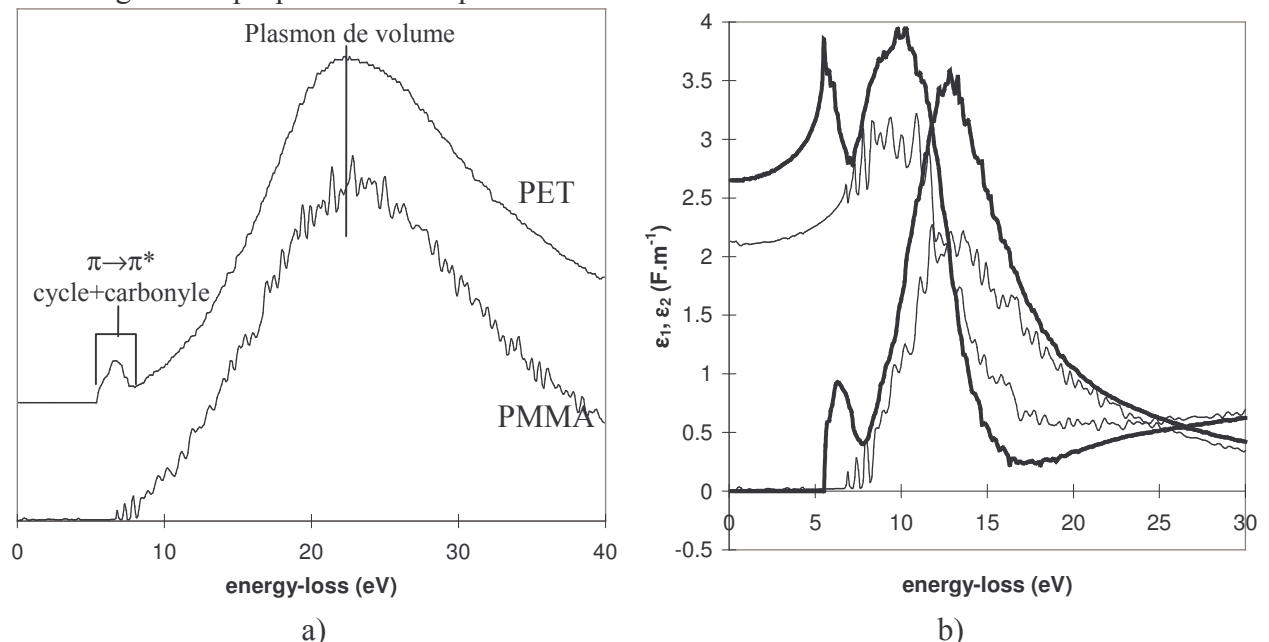 Plasmon de volume
PET
π→π*
cycle+carbonyle
PMMA
0 10 20 30 40
energy-loss (eV)
a)
4
3.5
3
2.5
2
1.5
1
0.5
0
-0.5
ε₁, ε₂ (F.m⁻¹)
0 5 10 15 20 25 30
energy-loss (eV)
b)